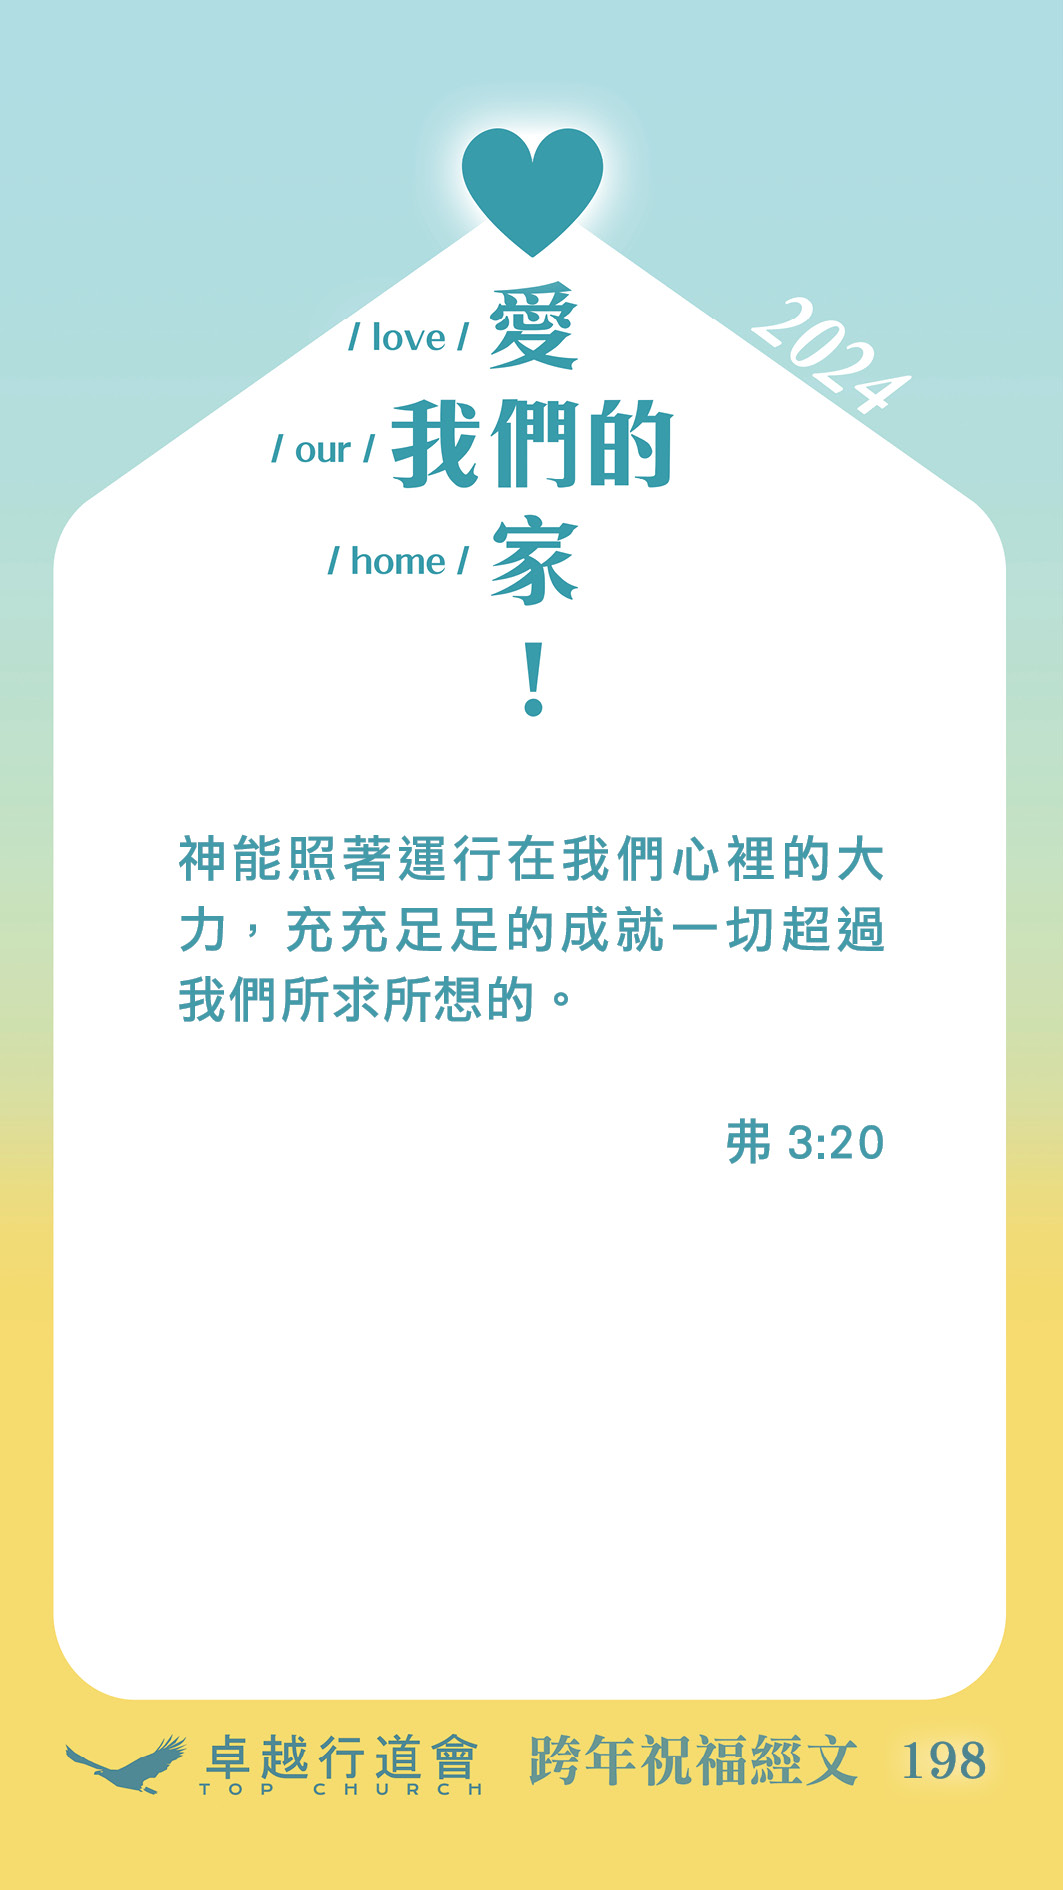 2024
/ love / 愛
/ our / 我們的
/ home / 家
！
神能照著運行在我們心裡的大
力，充充足足的成就一切超過
我們所求所想的。
弗 3:20
卓越行道會 跨年祝福經文 198
TOP CHURCH